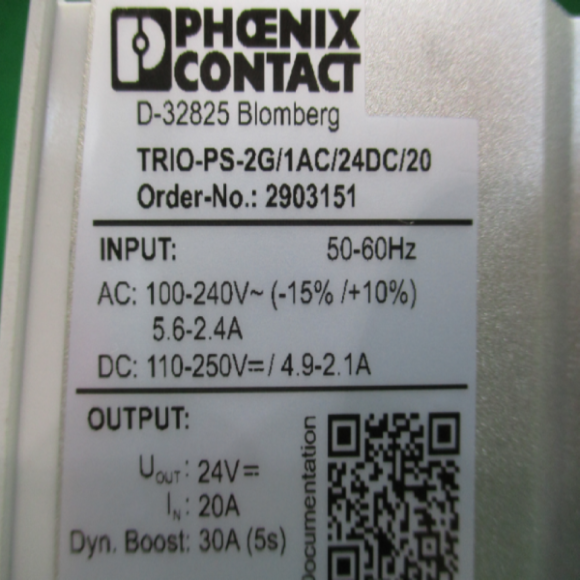 PHŒNIX
CONTACT
D-32825 Blomberg
TRIO-PS-2G/1AC/24DC/20
Order-No.: 2903151
INPUT: 50-60Hz
AC: 100-240V~ (-15% /+10%)
5.6-2.4A
DC: 110-250V⎓ / 4.9-2.1A
OUTPUT:
UOUT: 24V⎓
IN: 20A
Dyn. Boost: 30A (5s)
Documentation